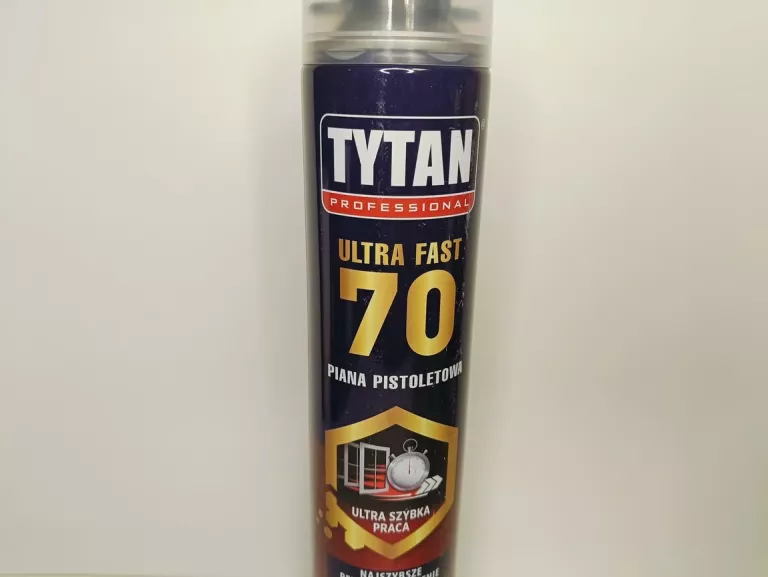 TYTAN
PROFESSIONAL
ULTRA FAST
70
PIANA PISTOLETOWA
ULTRA SZYBKA
PRACA
NAJSZYBSZE